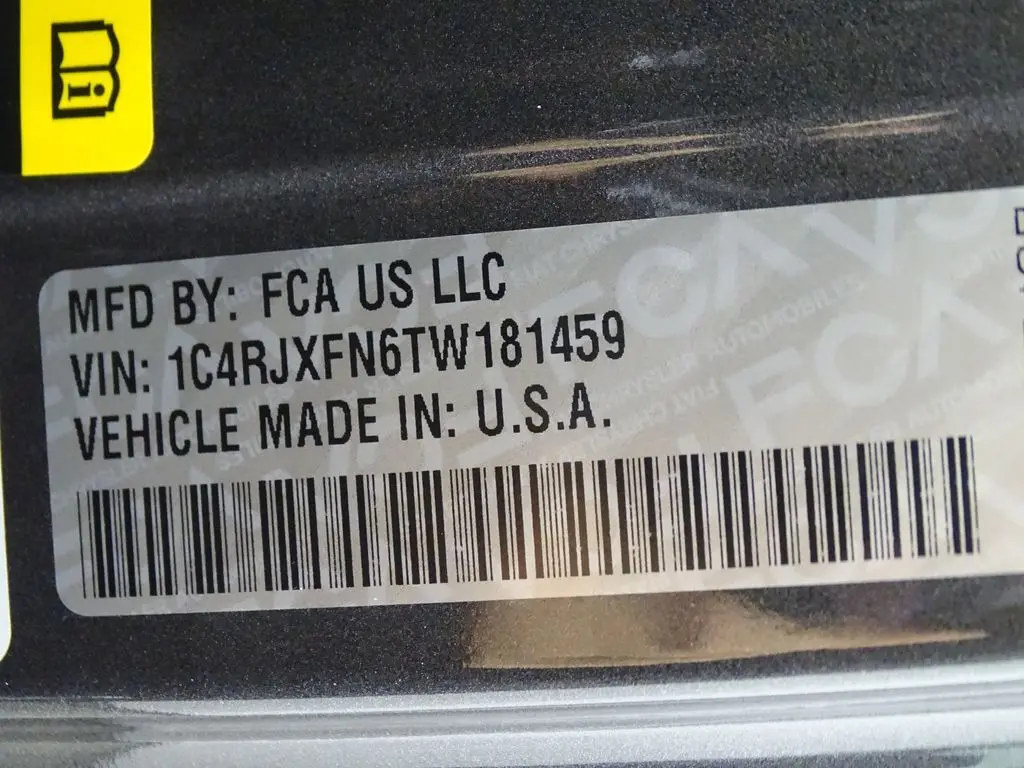 MFD BY: FCA US LLC
VIN: 1C4RJXFN6TW181459
VEHICLE MADE IN: U.S.A.